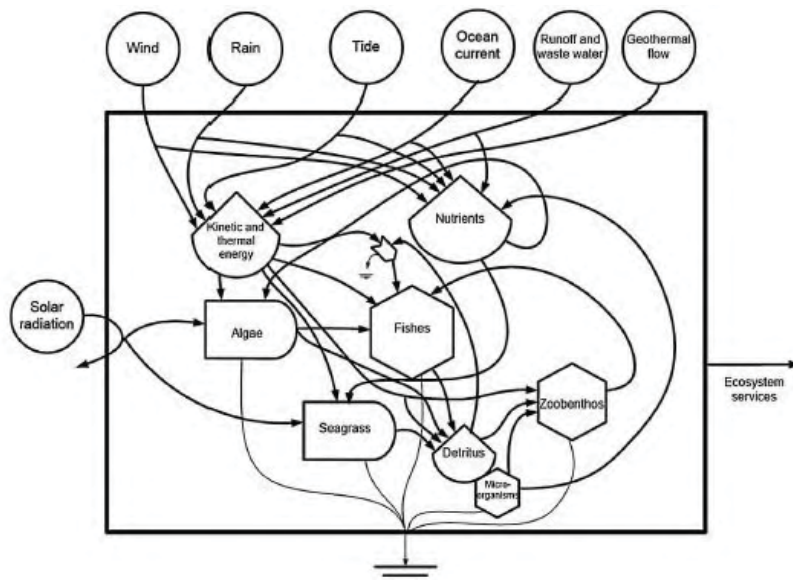 Wind
Rain
Tide
Ocean
current
Runoff and
waste water
Geothermal
flow
Kinetic and
thermal
energy
Nutrients
Solar
radiation
Algae
Fishes
Ecosystem
services
Zoobenthos
Seagrass
Detritus
Micro-
organisms